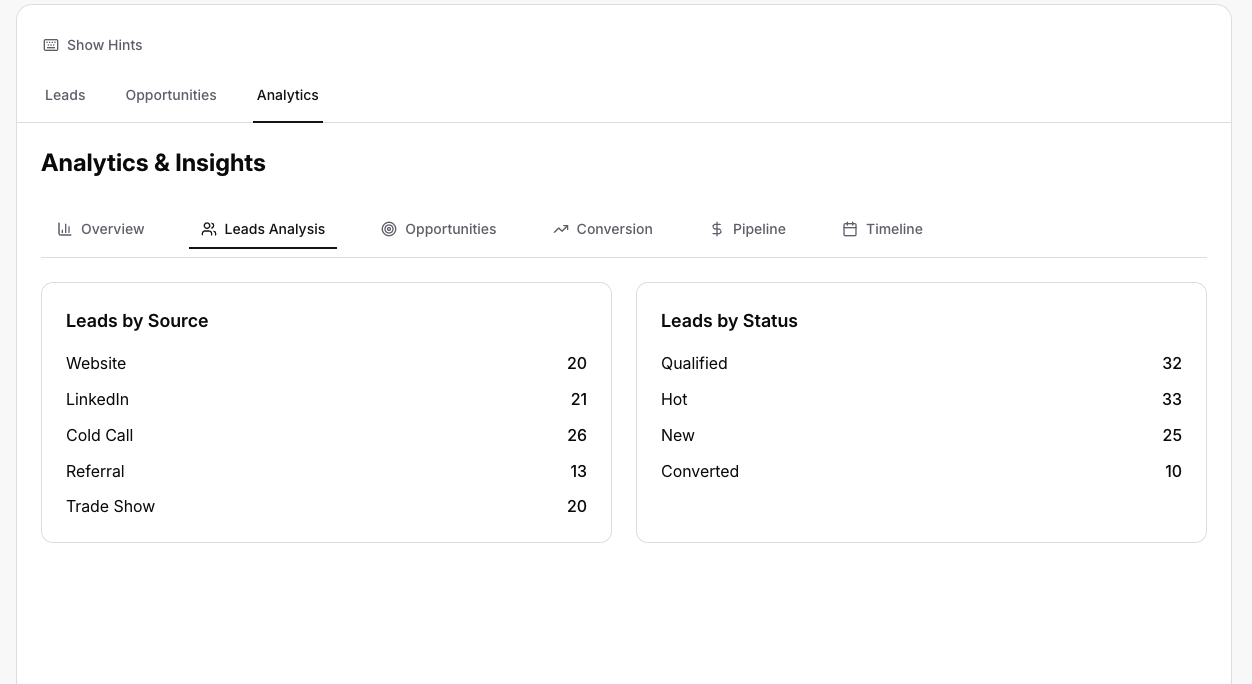 Show Hints
Leads Opportunities Analytics
Analytics & Insights
Overview Leads Analysis Opportunities Conversion Pipeline Timeline
Leads by Source
Website 20
LinkedIn 21
Cold Call 26
Referral 13
Trade Show 20
Leads by Status
Qualified 32
Hot 33
New 25
Converted 10